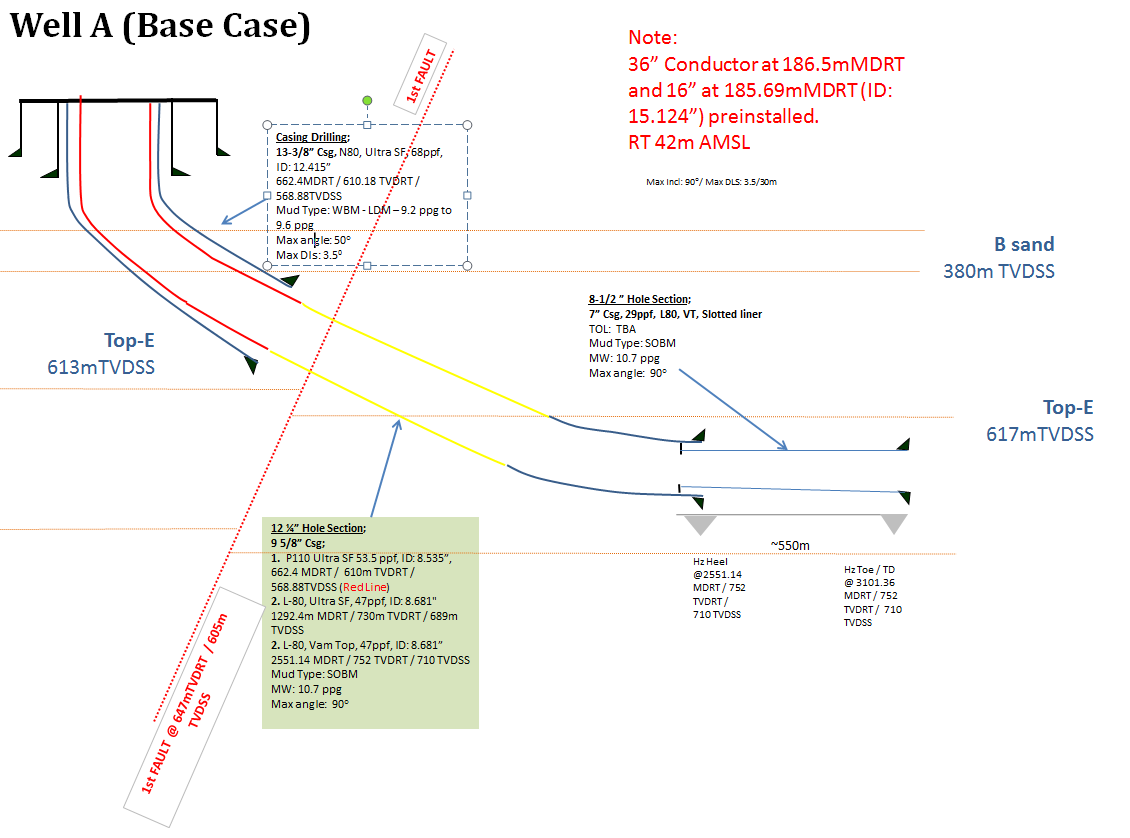 Well A (Base Case)
Note:
36” Conductor at 186.5mMDRT
and 16” at 185.69mMDRT (ID:
15.124”) preinstalled.
RT 42m AMSL
Max Incl: 90°/ Max DLS: 3.5/30m
1st FAULT
Casing Drilling;
13-3/8” Csg, N80, Ultra SF, 68ppf,
ID: 12.415”
662.4MDRT / 610.18 TVDRT /
568.88TVDSS
Mud Type: WBM - LDM – 9.2 ppg to
9.6 ppg
Max angle: 50°
Max Dls: 3.5⁰
B sand
380m TVDSS
8-1/2 ” Hole Section;
7” Csg, 29ppf, L80, VT, Slotted liner
TOL: TBA
Mud Type: SOBM
MW: 10.7 ppg
Max angle: 90°
Top-E
613mTVDSS
Top-E
617mTVDSS
12 ¼” Hole Section;
9 5/8” Csg;
1. P110 Ultra SF 53.5 ppf, ID: 8.535”,
662.4 MDRT / 610m TVDRT /
568.88TVDSS (Red Line)
2. L-80, Ultra SF, 47ppf, ID: 8.681"
1292.4m MDRT / 730m TVDRT / 689m
TVDSS
2. L-80, Vam Top, 47ppf, ID: 8.681”
2551.14 MDRT / 752 TVDRT / 710 TVDSS
Mud Type: SOBM
MW: 10.7 ppg
Max angle: 90°
~550m
Hz Heel
@2551.14
MDRT / 752
TVDRT /
710 TVDSS
Hz Toe / TD
@ 3101.36
MDRT / 752
TVDRT / 710
TVDSS
1st FAULT @ 647mTVDRT / 605m
TVDSS